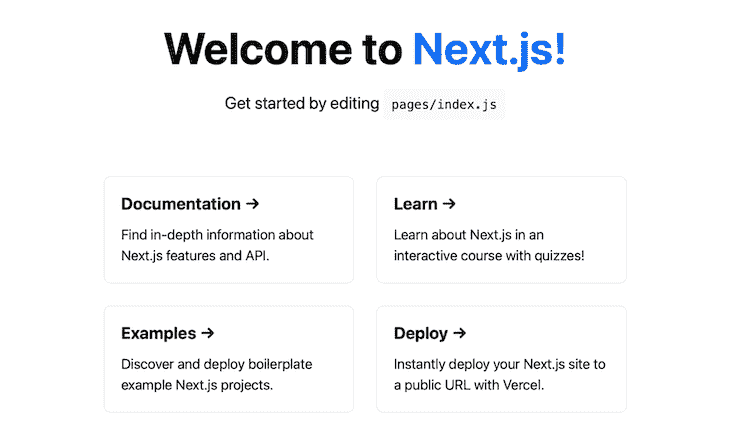 Welcome to Next.js!
Get started by editing pages/index.js
Documentation →
Find in-depth information about
Next.js features and API.
Learn →
Learn about Next.js in an
interactive course with quizzes!
Examples →
Discover and deploy boilerplate
example Next.js projects.
Deploy →
Instantly deploy your Next.js site to
a public URL with Vercel.